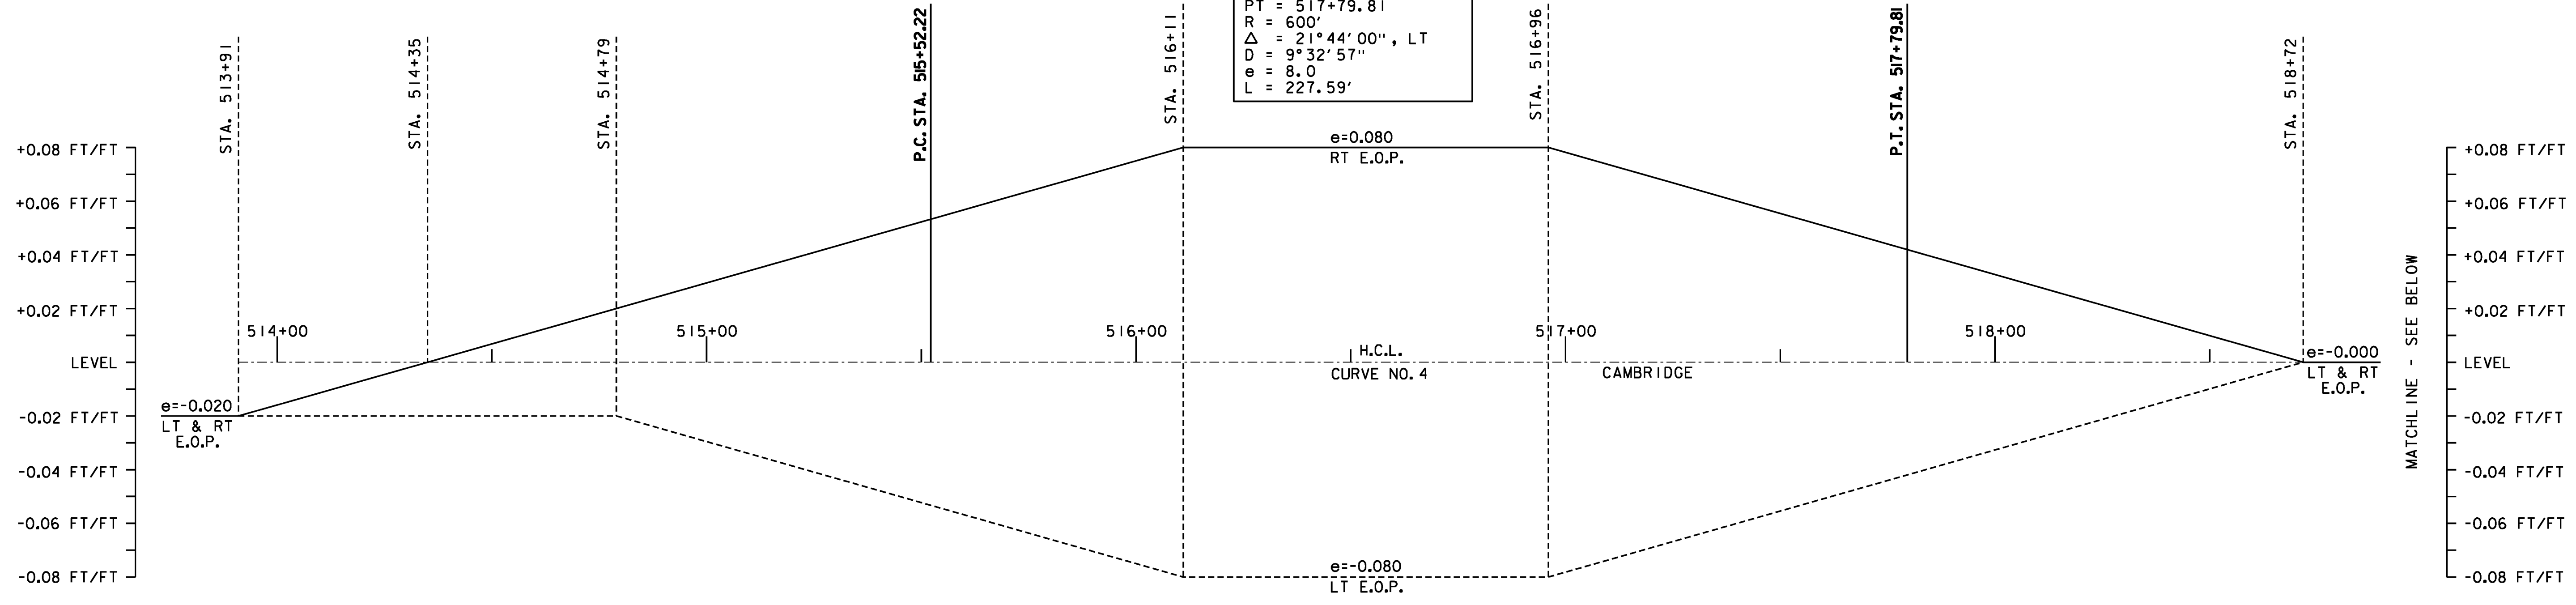 PT = 517+79.81
R = 600'
△ = 21°44'00", LT
D = 9°32'57"
e = 8.0
L = 227.59'
STA. 513+91
STA. 514+35
STA. 514+79
P.C. STA. 515+52.22
STA. 516+11
STA. 516+96
P.T. STA. 517+79.81
STA. 518+72
+0.08 FT/FT
+0.06 FT/FT
+0.04 FT/FT
+0.02 FT/FT
LEVEL
-0.02 FT/FT
-0.04 FT/FT
-0.06 FT/FT
-0.08 FT/FT
e=-0.020
LT & RT
E.O.P.
514+00
515+00
516+00
517+00
518+00
e=0.080
RT E.O.P.
H.C.L.
CURVE NO. 4
CAMBRIDGE
e=-0.080
LT E.O.P.
e=-0.000
LT & RT
E.O.P.
MATCHLINE - SEE BELOW
+0.08 FT/FT
+0.06 FT/FT
+0.04 FT/FT
+0.02 FT/FT
LEVEL
-0.02 FT/FT
-0.04 FT/FT
-0.06 FT/FT
-0.08 FT/FT